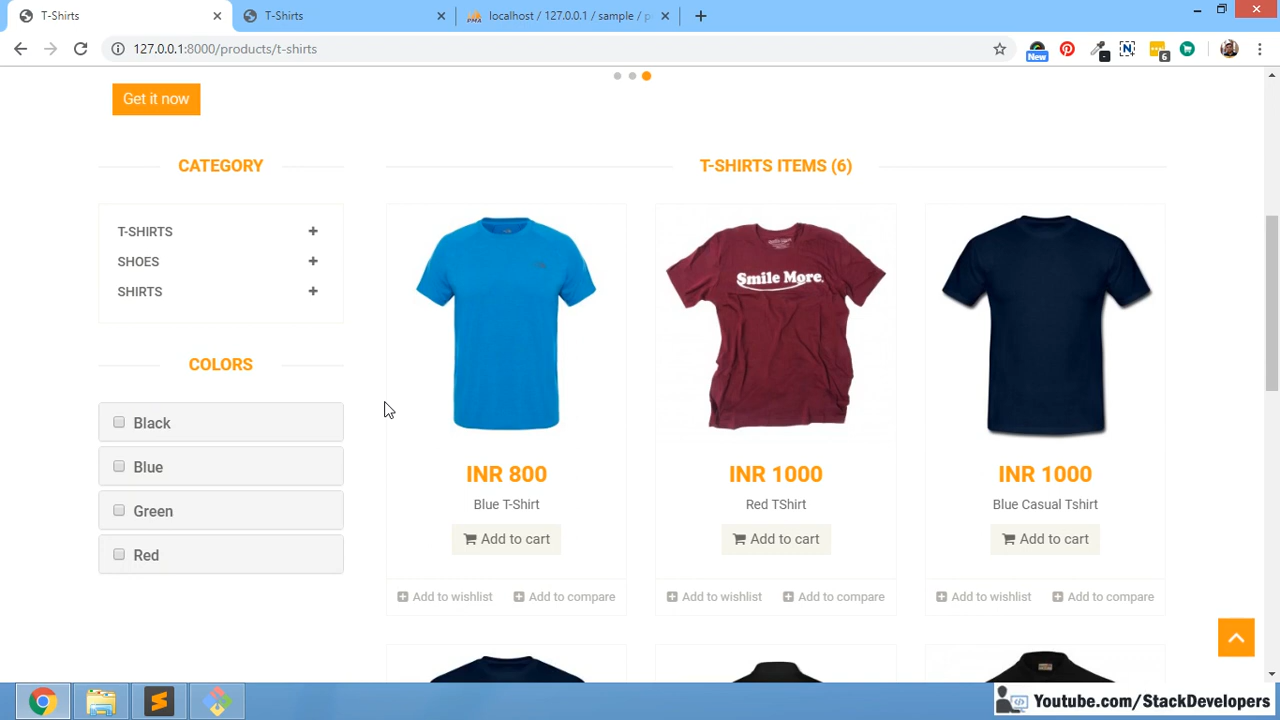 T-Shirts
T-Shirts
localhost / 127.0.0.1 / sample / p
127.0.0.1:8000/products/t-shirts
New
6
Get it now
CATEGORY
T-SHIRTS
SHOES
SHIRTS
COLORS
Black
Blue
Green
Red
T-SHIRTS ITEMS (6)
Smile More.
INR 800
Blue T-Shirt
Add to cart
Add to wishlist Add to compare
INR 1000
Red TShirt
Add to cart
Add to wishlist Add to compare
INR 1000
Blue Casual Tshirt
Add to cart
Add to wishlist Add to compare
Youtube.com/StackDevelopers